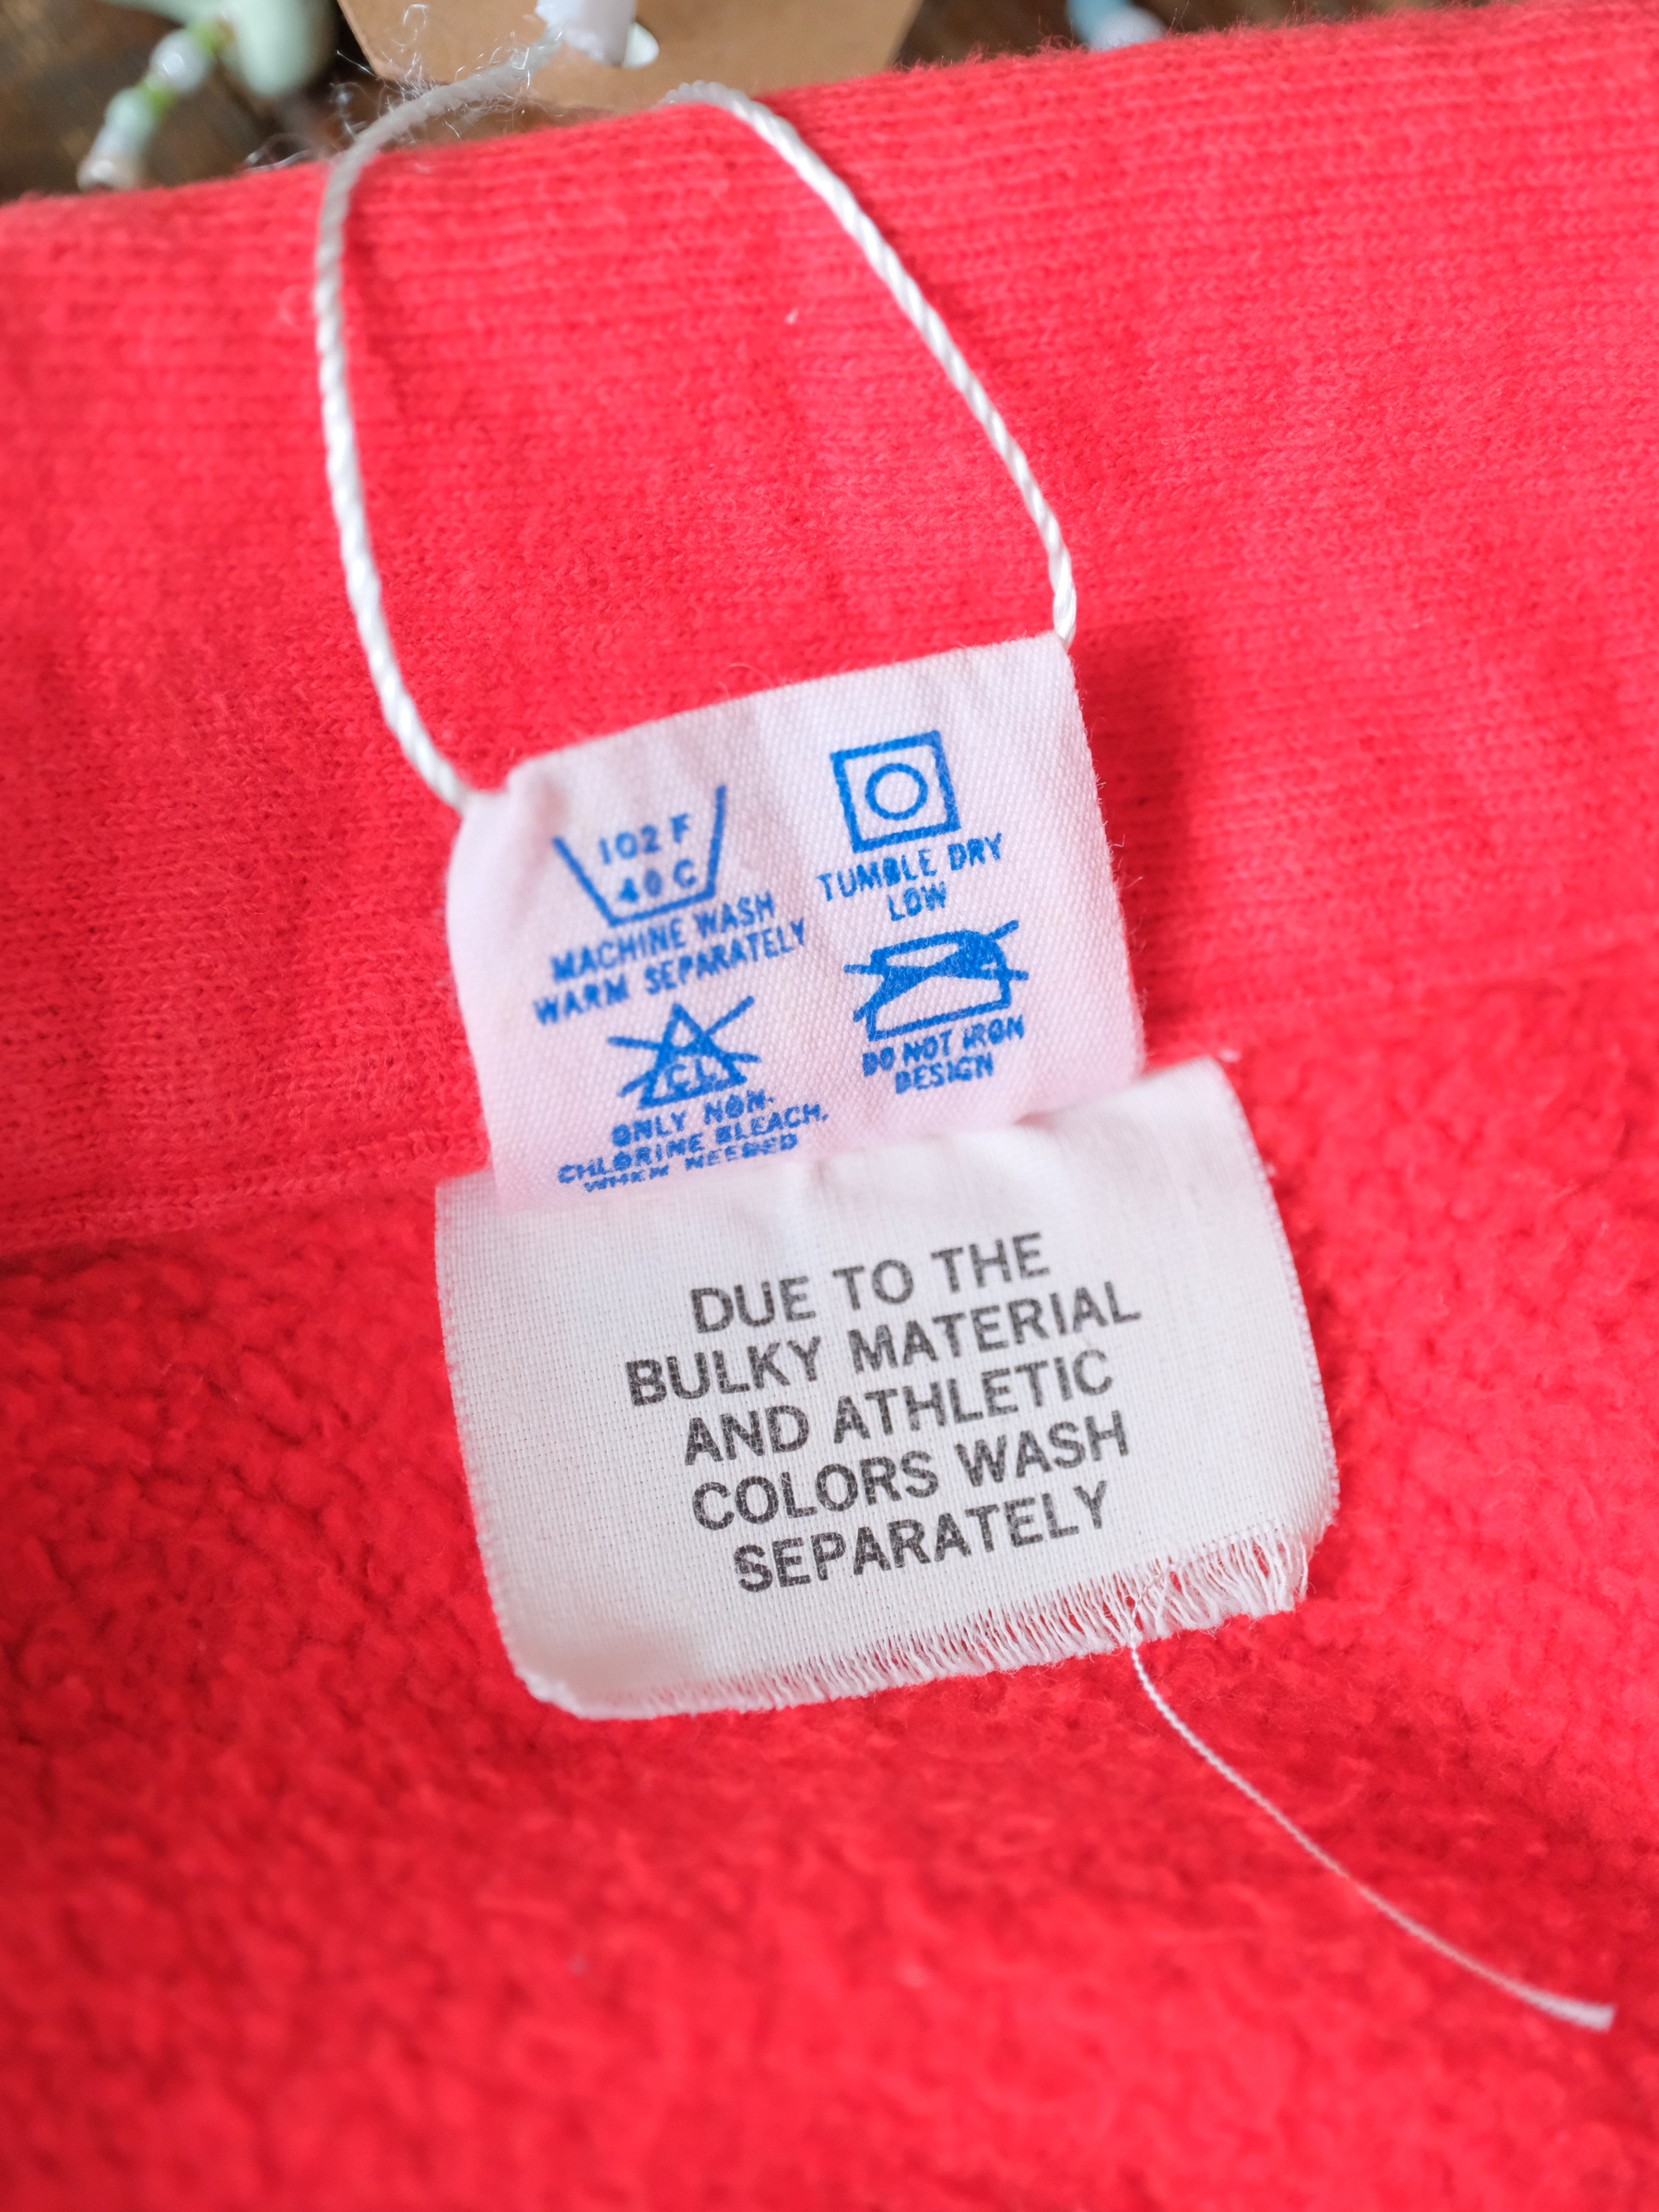 102 F
40 C
MACHINE WASH
WARM SEPARATELY
TUMBLE DRY
LOW
CL
ONLY NON-
CHLORINE BLEACH.
WHEN NEEDED
DO NOT IRON
DESIGN
DUE TO THE
BULKY MATERIAL
AND ATHLETIC
COLORS WASH
SEPARATELY